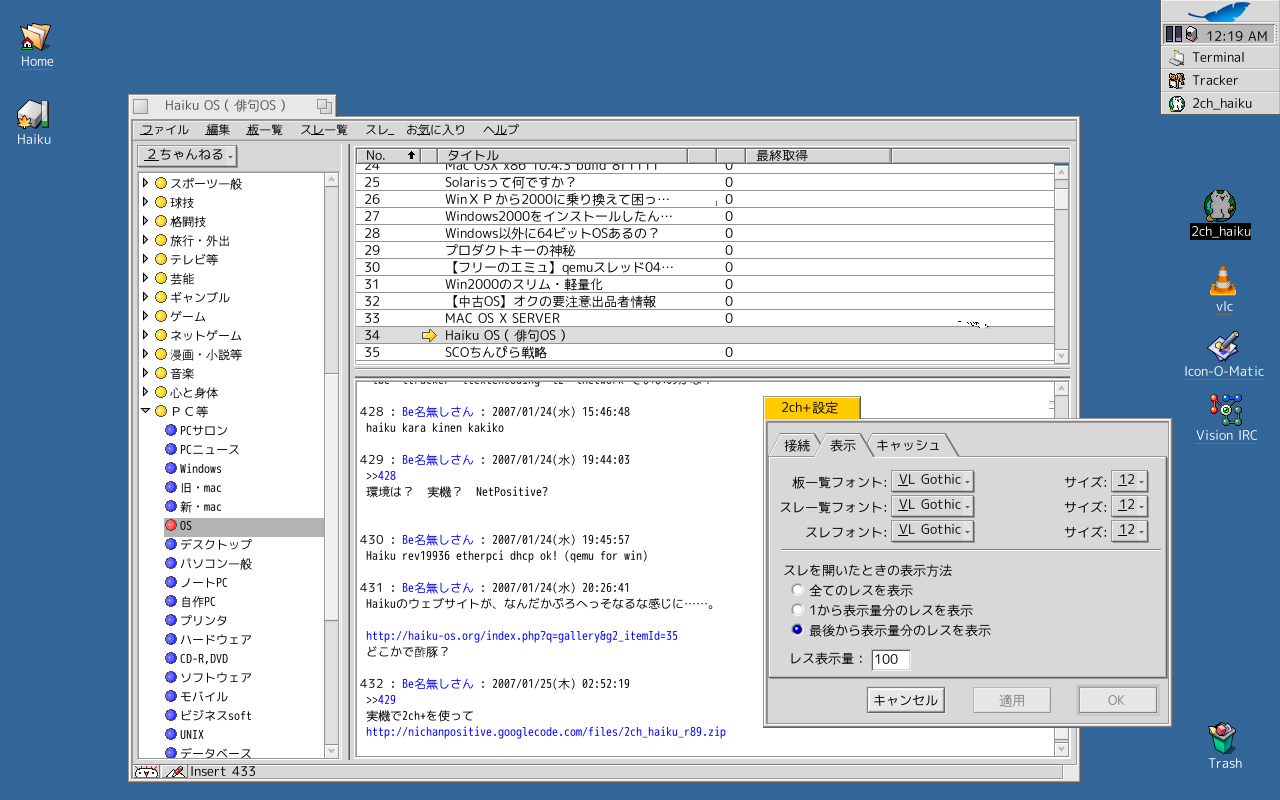 Home
Haiku
12:19 AM
Terminal
Tracker
2ch_haiku
2ch_haiku
vlc
Icon-O-Matic
Vision IRC
Trash
Haiku OS ( 俳句OS )
ファイル 編集 板一覧 スレ一覧 スレ お気に入り ヘルプ
２ちゃんねる
スポーツ一般
球技
格闘技
旅行・外出
テレビ等
芸能
ギャンブル
ゲーム
ネットゲーム
漫画・小説等
音楽
心と身体
ＰＣ等
PCサロン
PCニュース
Windows
旧・mac
新・mac
OS
デスクトップ
パソコン一般
ノートPC
自作PC
プリンタ
ハードウェア
CD-R,DVD
ソフトウェア
モバイル
ビジネスsoft
UNIX
データベース
No. タイトル 最終取得
24 Mac OSX x86 10.4.3 build 8f1111 0
25 Solarisって何ですか？ 0
26 WinＸＰから2000に乗り換えて困っ… 0
27 Windows2000をインストールしたん… 0
28 Windows以外に64ビットOSあるの？ 0
29 プロダクトキーの神秘 0
30 【フリーのエミュ】qemuスレッド04… 0
31 Win2000のスリム・軽量化 0
32 【中古OS】オクの要注意出品者情報 0
33 MAC OS X SERVER 0
34 Haiku OS ( 俳句OS )
35 SCOちんぴら戦略 0
428 : Be名無しさん : 2007/01/24(水) 15:46:48
haiku kara kinen kakiko
429 : Be名無しさん : 2007/01/24(水) 19:44:03
>>428
環境は？　実機？　NetPositive?
430 : Be名無しさん : 2007/01/24(水) 19:45:57
Haiku rev19936 etherpci dhcp ok! (qemu for win)
431 : Be名無しさん : 2007/01/24(水) 20:26:41
Haikuのウェブサイトが、なんだかぷろへっそなるな感じに……。
http://haiku-os.org/index.php?q=gallery&g2_itemId=35
どこかで酢豚？
432 : Be名無しさん : 2007/01/25(木) 02:52:19
>>429
実機で2ch+を使って
http://nichanpositive.googlecode.com/files/2ch_haiku_r89.zip
Insert 433
2ch+設定
接続 表示 キャッシュ
板一覧フォント: VL Gothic サイズ: 12
スレ一覧フォント: VL Gothic サイズ: 12
スレフォント: VL Gothic サイズ: 12
スレを開いたときの表示方法
全てのレスを表示
1から表示量分のレスを表示
最後から表示量分のレスを表示
レス表示量： 100
キャンセル 適用 OK